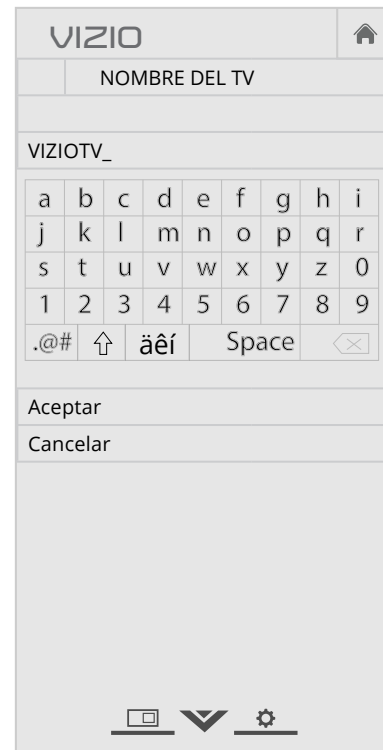 VIZIO
NOMBRE DEL TV
VIZIOTV_
a b c d e f g h i
j k l m n o p q r
s t u v w x y z 0
1 2 3 4 5 6 7 8 9
.@# äêí Space
Aceptar
Cancelar